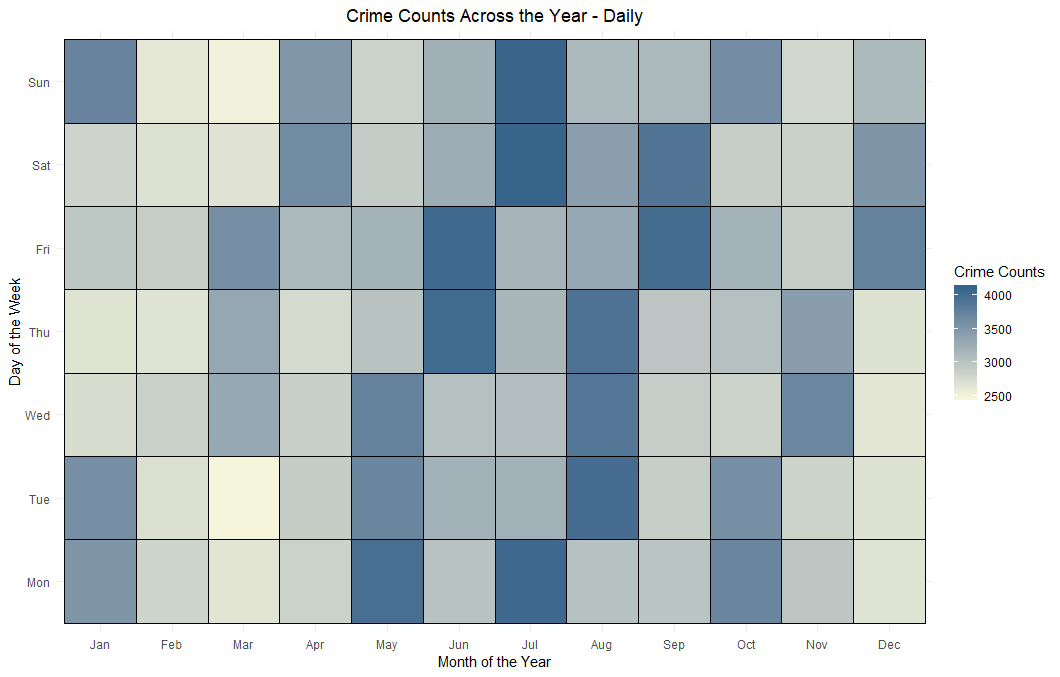 Crime Counts Across the Year - Daily
Day of the Week
Sun
Sat
Fri
Thu
Wed
Tue
Mon
Jan Feb Mar Apr May Jun Jul Aug Sep Oct Nov Dec
Month of the Year
Crime Counts
4000
3500
3000
2500